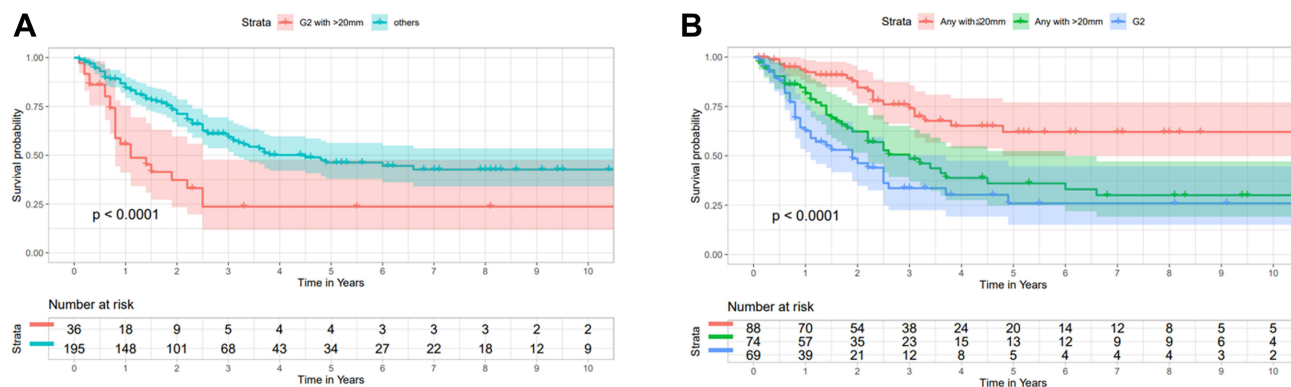 A
Strata G2 with >20mm others
Survival probability
1.00
0.75
0.50
0.25
0.00
p < 0.0001
0 1 2 3 4 5 6 7 8 9 10
Time in Years
Number at risk
Strata
36 18 9 5 4 4 3 3 3 2 2
195 148 101 68 43 34 27 22 18 12 9
0 1 2 3 4 5 6 7 8 9 10
Time in Years
B
Strata Any with≤20mm Any with >20mm G2
Survival probability
1.00
0.75
0.50
0.25
0.00
p < 0.0001
0 1 2 3 4 5 6 7 8 9 10
Time in Years
Number at risk
Strata
88 70 54 38 24 20 14 12 8 5 5
74 57 35 23 15 13 12 9 9 6 4
69 39 21 12 8 5 4 4 4 3 2
0 1 2 3 4 5 6 7 8 9 10
Time in Years